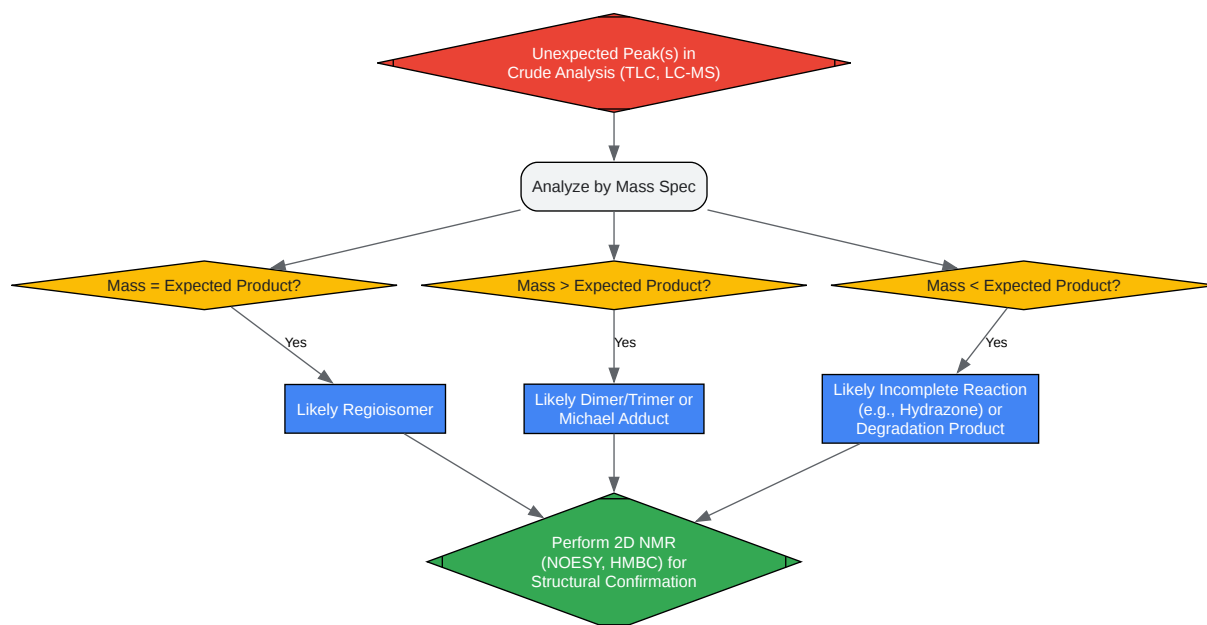 Unexpected Peak(s) in
Crude Analysis (TLC, LC-MS)
Analyze by Mass Spec
Mass = Expected Product?
Mass > Expected Product?
Mass < Expected Product?
Yes
Yes
Yes
Likely Regioisomer
Likely Dimer/Trimer or
Michael Adduct
Likely Incomplete Reaction
(e.g., Hydrazone) or
Degradation Product
Perform 2D NMR
(NOESY, HMBC) for
Structural Confirmation